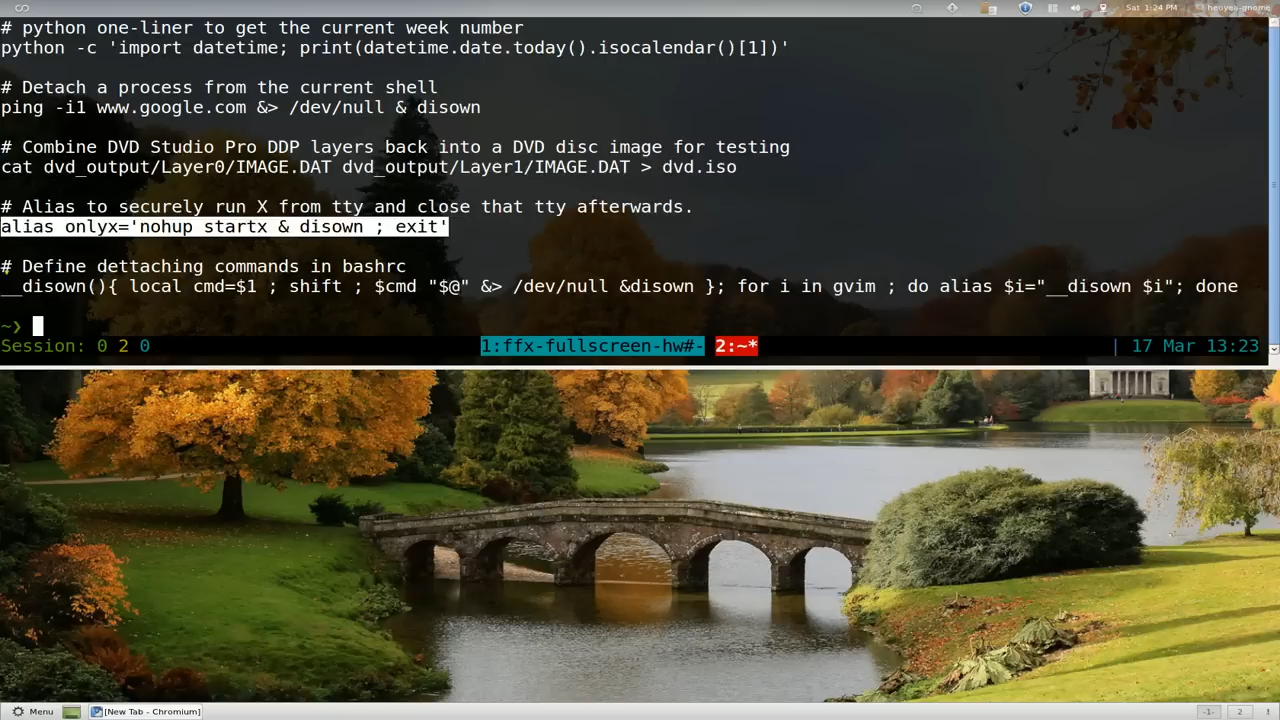 Sat 1:24 PM
heoyea-gnome
# python one-liner to get the current week number
python -c 'import datetime; print(datetime.date.today().isocalendar()[1])'
# Detach a process from the current shell
ping -i1 www.google.com &> /dev/null & disown
# Combine DVD Studio Pro DDP layers back into a DVD disc image for testing
cat dvd_output/Layer0/IMAGE.DAT dvd_output/Layer1/IMAGE.DAT > dvd.iso
# Alias to securely run X from tty and close that tty afterwards.
alias onlyx='nohup startx & disown ; exit'
# Define dettaching commands in bashrc
__disown(){ local cmd=$1 ; shift ; $cmd "$@" &> /dev/null &disown }; for i in gvim ; do alias $i="__disown $i"; done
~❯
Session: 0 2 0 1:ffx-fullscreen-hw#- 2:~* | 17 Mar 13:23
Menu [New Tab - Chromium] -1- 2 !